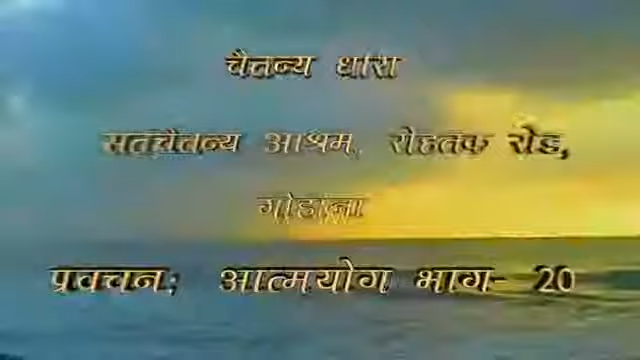 चैतन्य धारा
सतचैतन्य आश्रम, रोहतक रोड,
गोहाना
प्रवचन; आत्मयोग भाग- 20